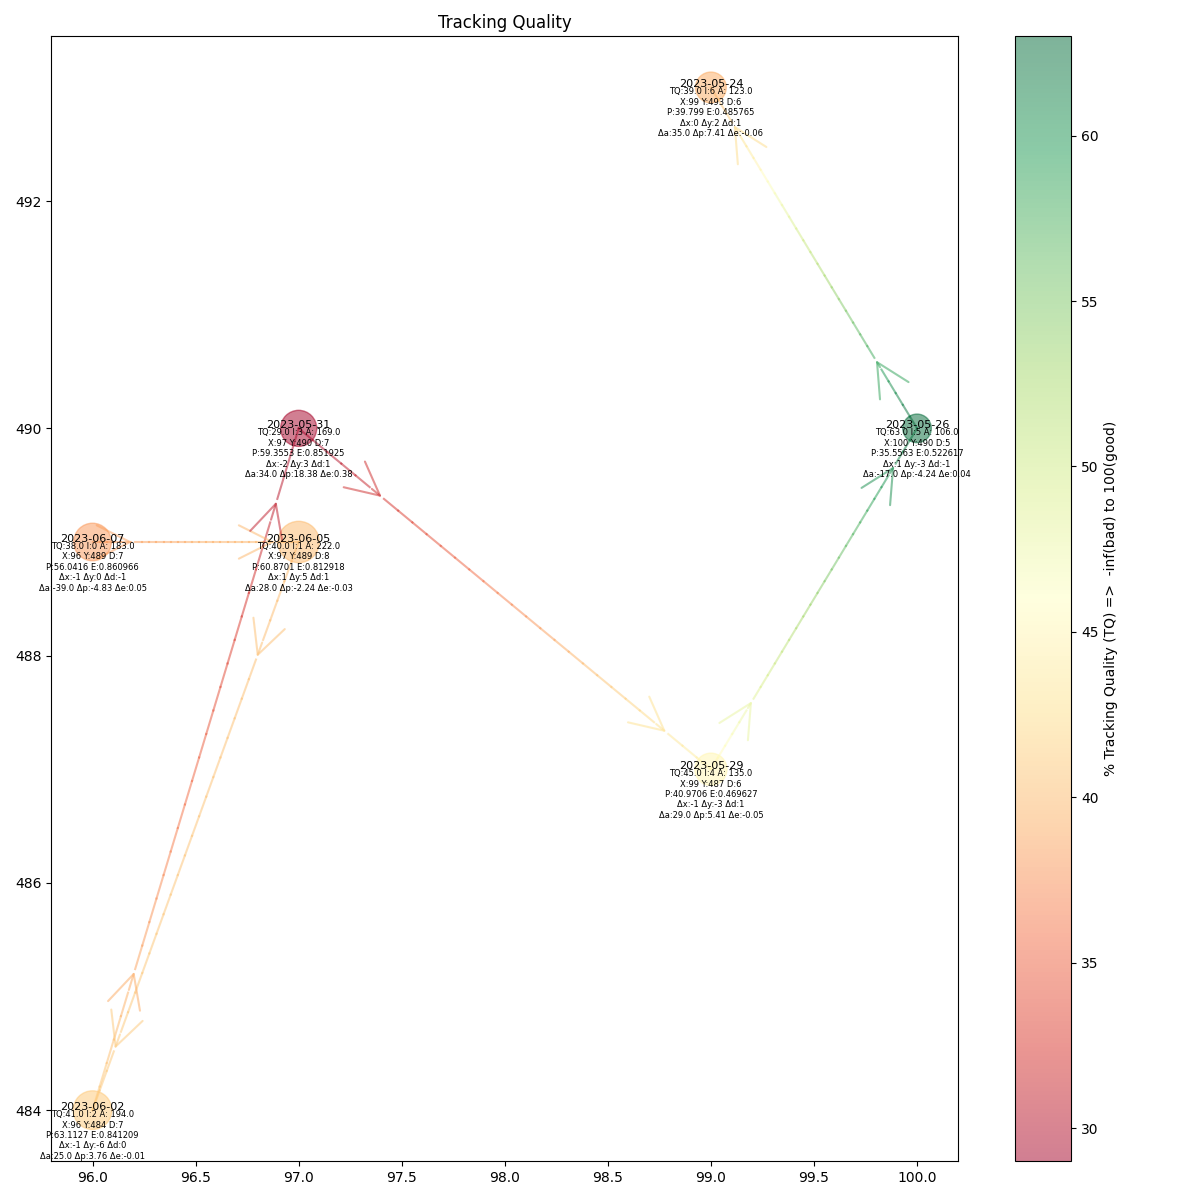 Tracking Quality
2023-05-24
TQ:39.0 I:6 A: 123.0
X:99 Y:493 D:6
P:39.799 E:0.485765
Δx:0 Δy:2 Δd:1
Δa:35.0 Δp:7.41 Δe:-0.06
2023-05-31
TQ:29.0 I:3 A: 169.0
X:97 Y:490 D:7
P:59.3553 E:0.851925
Δx:-2 Δy:3 Δd:1
Δa:34.0 Δp:18.38 Δe:0.38
2023-05-26
TQ:63.0 I:5 A: 106.0
X:100 Y:490 D:5
P:35.5563 E:0.522617
Δx:1 Δy:-3 Δd:-1
Δa:-17.0 Δp:-4.24 Δe:0.04
2023-06-07
TQ:38.0 I:0 A: 183.0
X:96 Y:489 D:7
P:56.0416 E:0.860966
Δx:-1 Δy:0 Δd:-1
Δa:-39.0 Δp:-4.83 Δe:0.05
2023-06-05
TQ:40.0 I:1 A: 222.0
X:97 Y:489 D:8
P:60.8701 E:0.812918
Δx:1 Δy:5 Δd:1
Δa:28.0 Δp:-2.24 Δe:-0.03
2023-05-29
TQ:45.0 I:4 A: 135.0
X:99 Y:487 D:6
P:40.9706 E:0.469627
Δx:-1 Δy:-3 Δd:1
Δa:29.0 Δp:5.41 Δe:-0.05
2023-06-02
TQ:41.0 I:2 A: 194.0
X:96 Y:484 D:7
P:63.1127 E:0.841209
Δx:-1 Δy:-6 Δd:0
Δa:25.0 Δp:3.76 Δe:-0.01
492
490
488
486
484
96.0
96.5
97.0
97.5
98.0
98.5
99.0
99.5
100.0
60
55
50
45
40
35
30
% Tracking Quality (TQ) =>  -inf(bad) to 100(good)